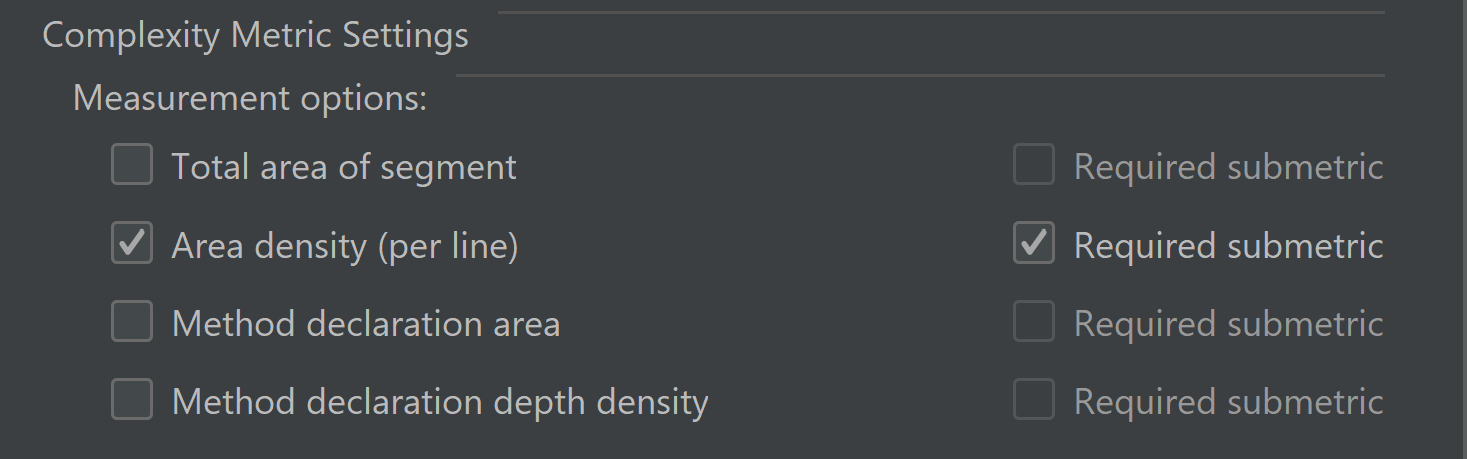 Complexity Metric Settings
Measurement options:
Total area of segment Required submetric
Area density (per line) Required submetric
Method declaration area Required submetric
Method declaration depth density Required submetric